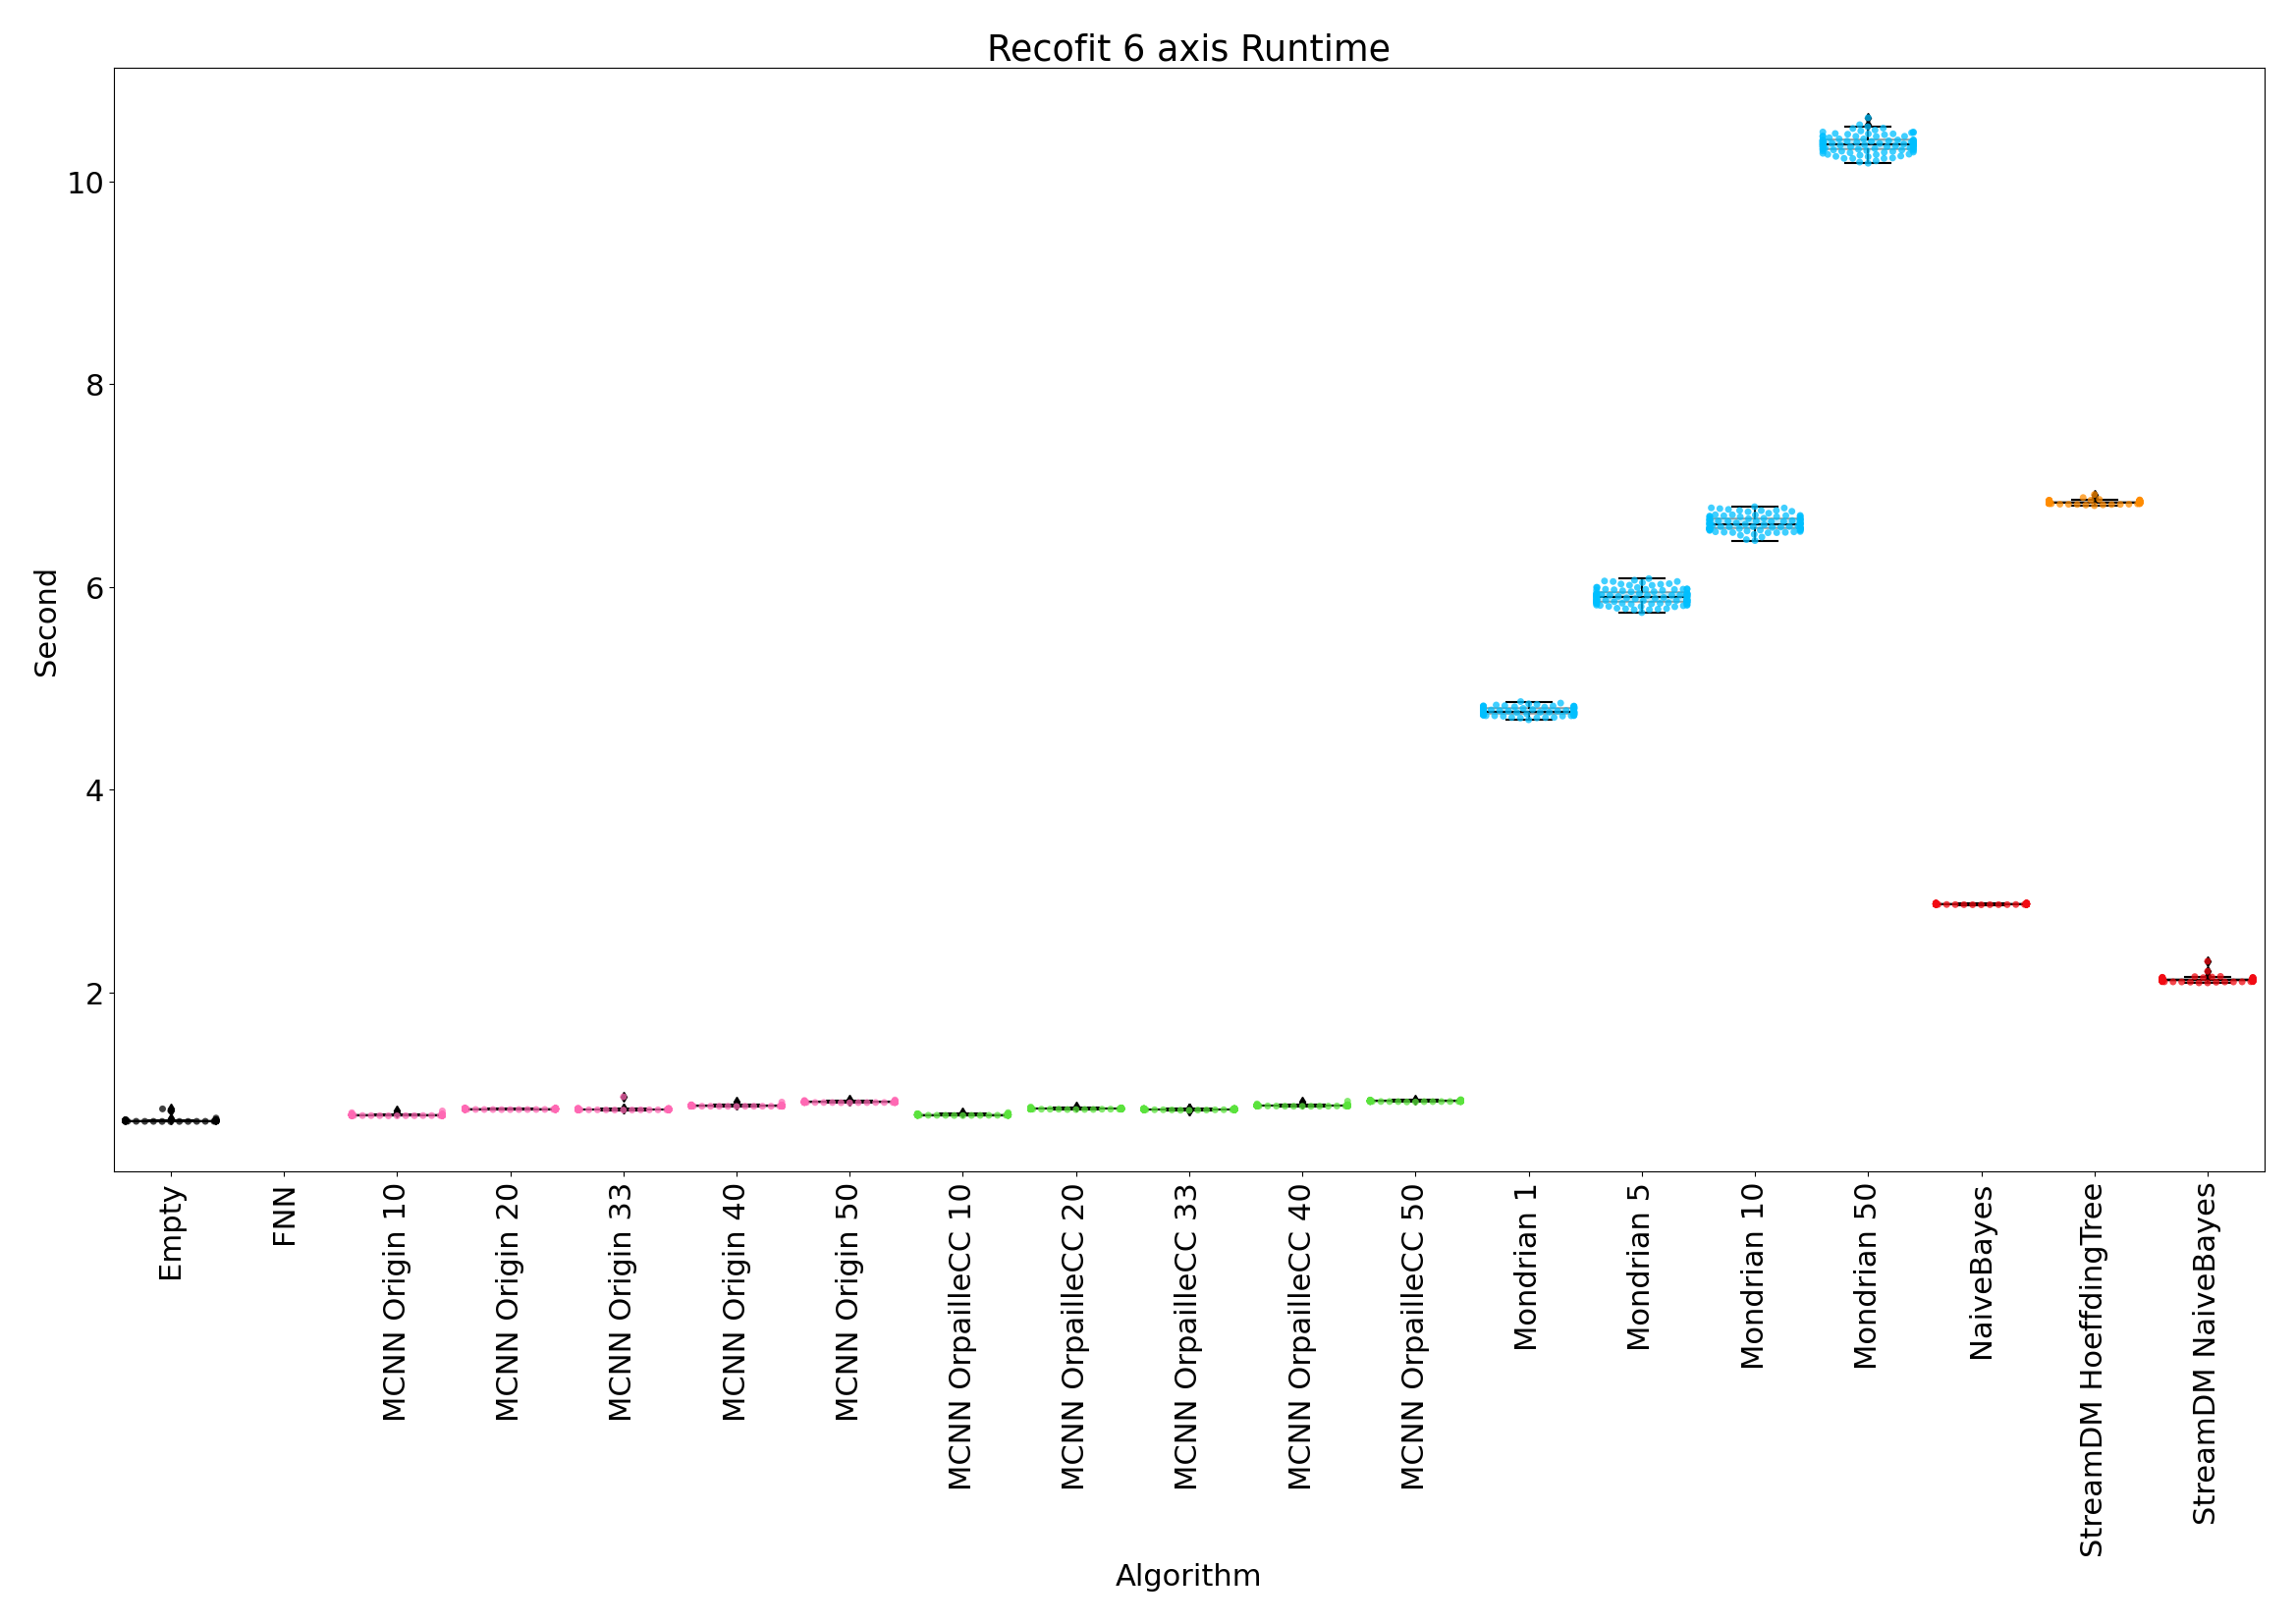 Recofit 6 axis Runtime
10
8
6
4
2
Second
Empty
FNN
MCNN Origin 10
MCNN Origin 20
MCNN Origin 33
MCNN Origin 40
MCNN Origin 50
MCNN OrpailleCC 10
MCNN OrpailleCC 20
MCNN OrpailleCC 33
MCNN OrpailleCC 40
MCNN OrpailleCC 50
Mondrian 1
Mondrian 5
Mondrian 10
Mondrian 50
NaiveBayes
StreamDM HoeffdingTree
StreamDM NaiveBayes
Algorithm